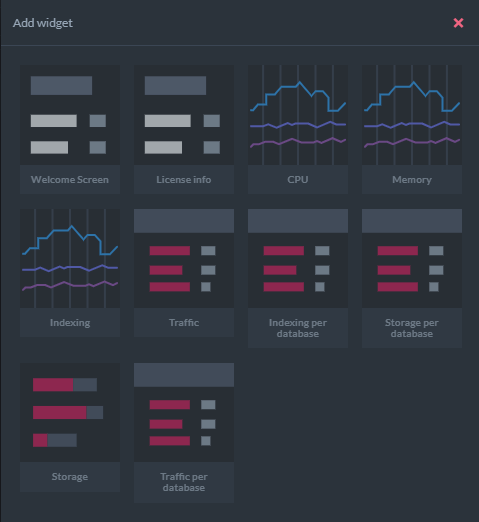 Add widget
Welcome Screen
License info
CPU
Memory
Indexing
Traffic
Indexing per
database
Storage per
database
Storage
Traffic per
database